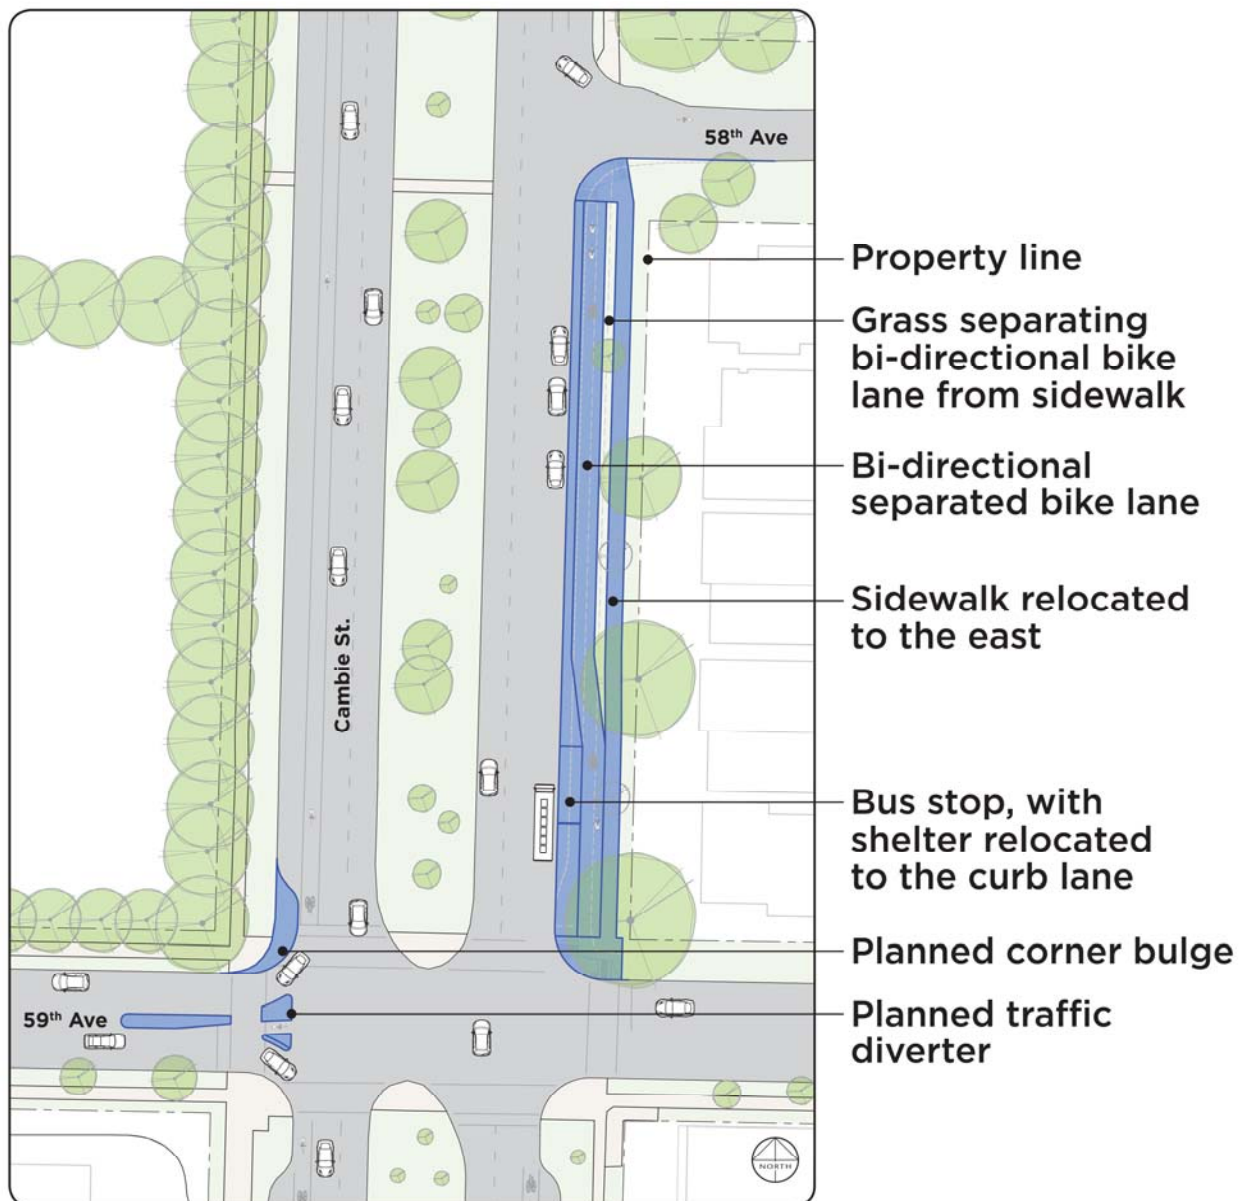 58th Ave
Property line
Grass separating
bi-directional bike
lane from sidewalk
Bi-directional
separated bike lane
Sidewalk relocated
to the east
Cambie St.
Bus stop, with
shelter relocated
to the curb lane
Planned corner bulge
59th Ave
Planned traffic
diverter
NORTH